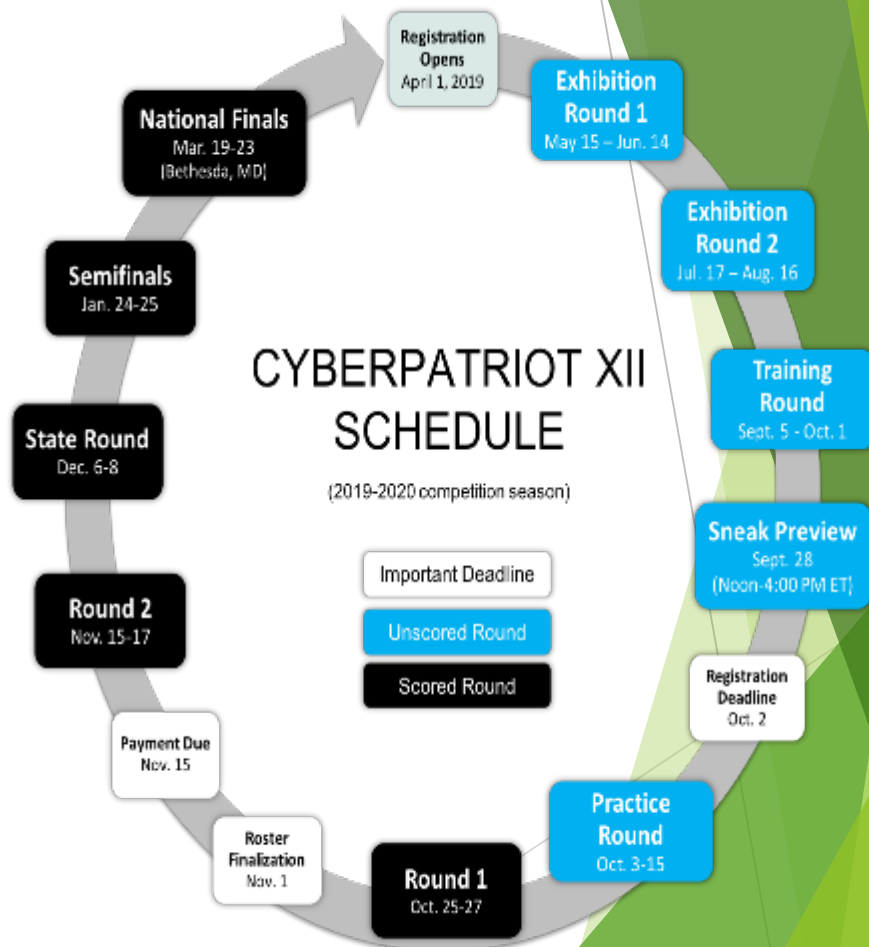 Registration
Opens
April 1, 2019
Exhibition
Round 1
May 15 – Jun. 14
Exhibition
Round 2
Jul. 17 – Aug. 16
Training
Round
Sept. 5 - Oct. 1
Sneak Preview
Sept. 28
(Noon-4:00 PM ET)
Registration
Deadline
Oct. 2
Practice
Round
Oct. 3-15
Round 1
Oct. 25-27
Roster
Finalization
Nov. 1
Payment Due
Nov. 15
Round 2
Nov. 15-17
State Round
Dec. 6-8
Semifinals
Jan. 24-25
National Finals
Mar. 19-23
(Bethesda, MD)
CYBERPATRIOT XII
SCHEDULE
(2019-2020 competition season)
Important Deadline
Unscored Round
Scored Round